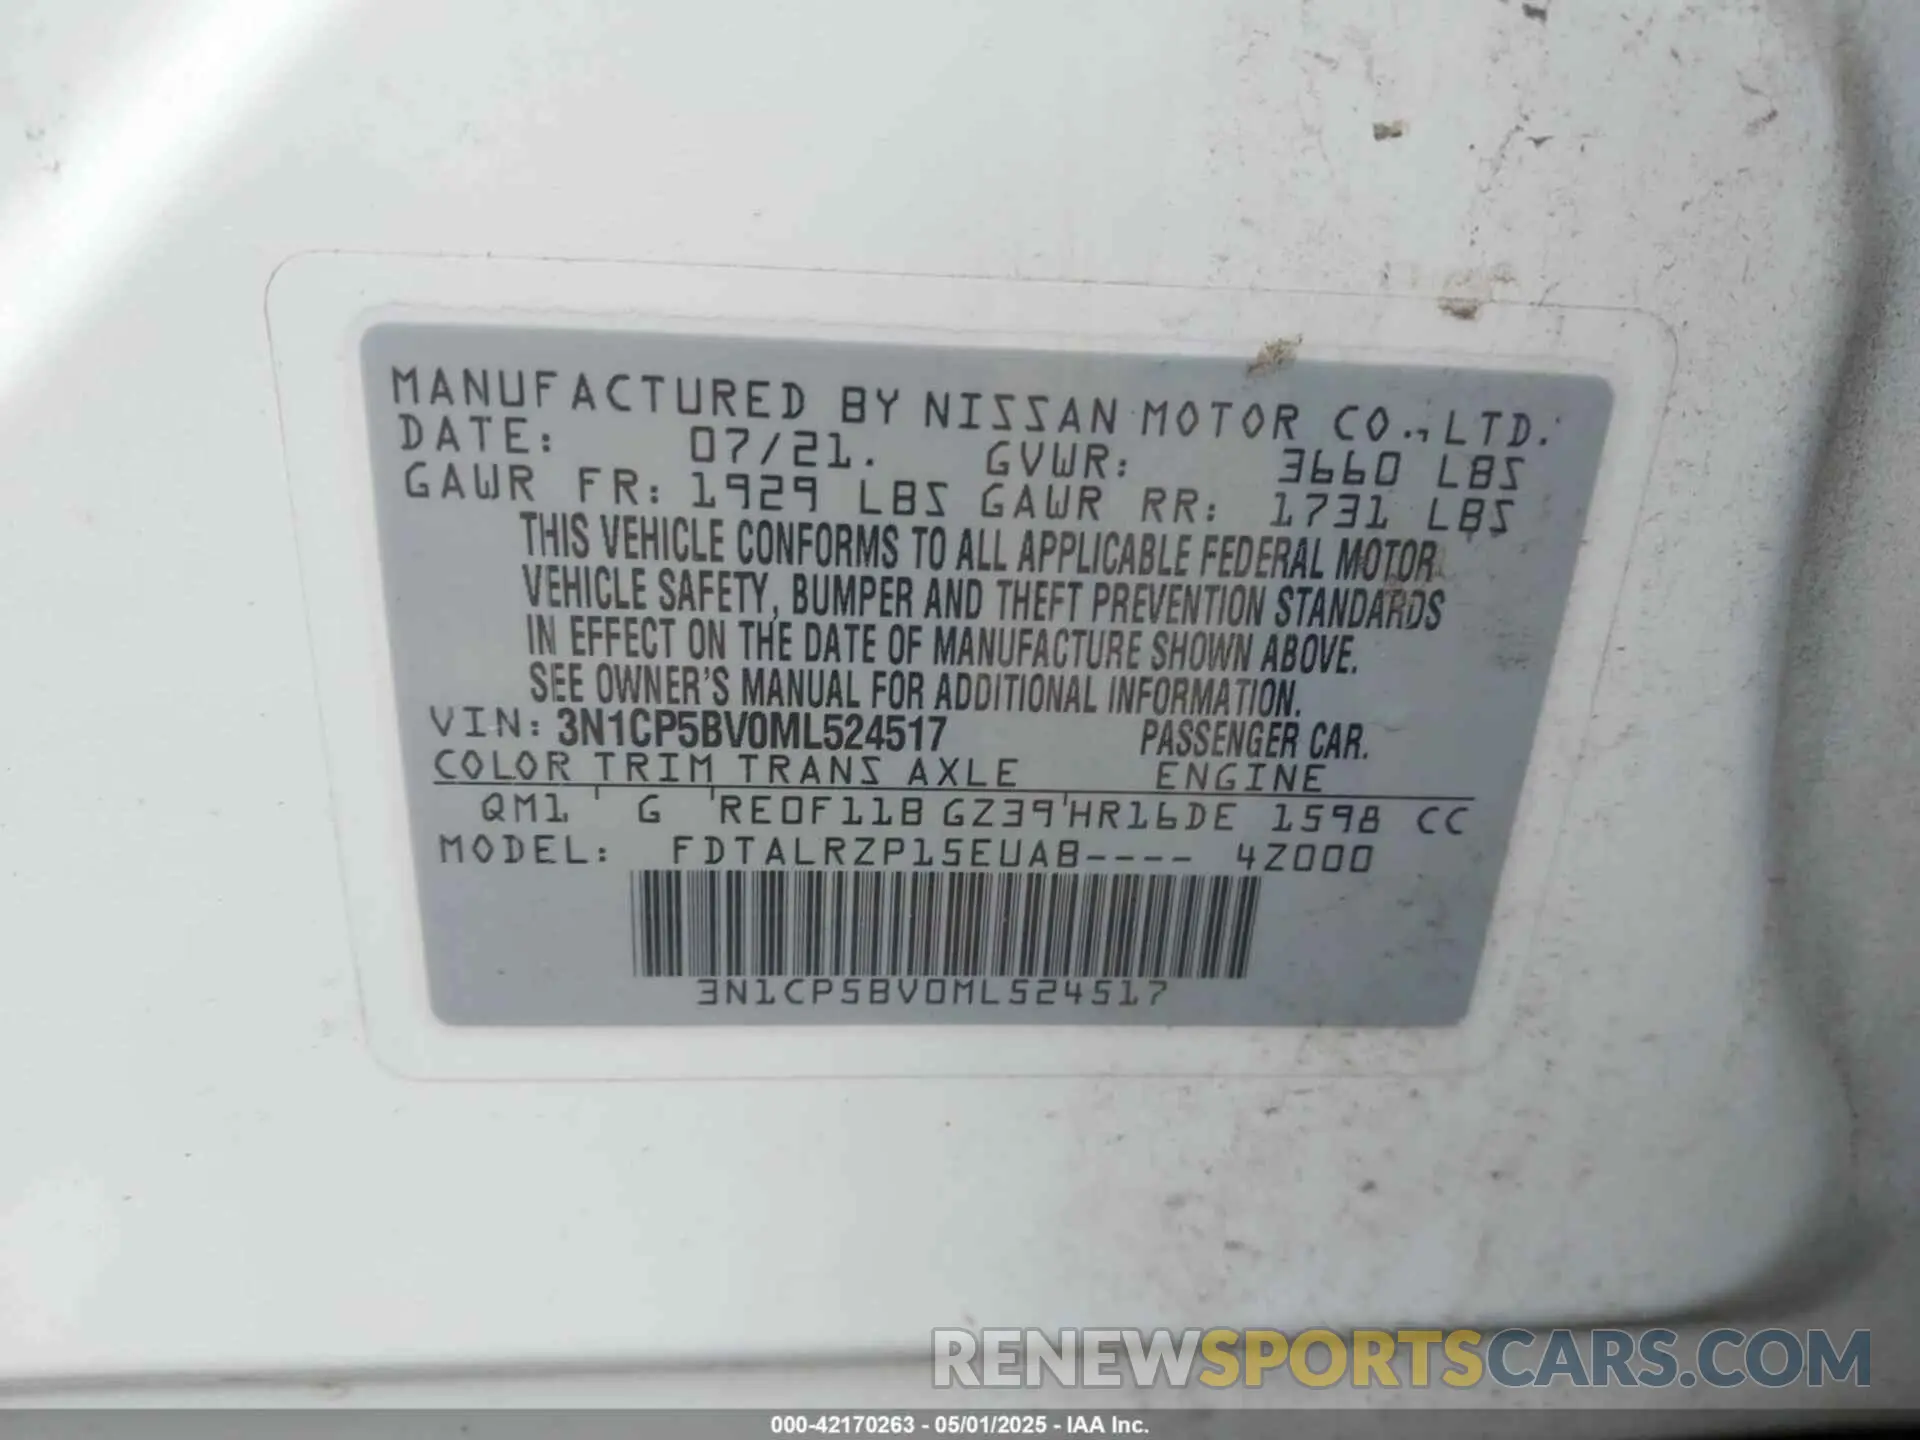 MANUFACTURED BY NISSAN MOTOR CO., LTD.
DATE: 07/21. GVWR: 3660 LBS
GAWR FR: 1929 LBS GAWR RR: 1731 LBS
THIS VEHICLE CONFORMS TO ALL APPLICABLE FEDERAL MOTOR
VEHICLE SAFETY, BUMPER AND THEFT PREVENTION STANDARDS
IN EFFECT ON THE DATE OF MANUFACTURE SHOWN ABOVE.
SEE OWNER'S MANUAL FOR ADDITIONAL INFORMATION.
VIN: 3N1CP5BV0ML524517 PASSENGER CAR.
COLOR TRIM TRANS AXLE ENGINE
QM1 G RE0F11B GZ39 HR16DE 1598 CC
MODEL: FDTALRZP15EUAB---- 4Z000
3N1CP5BV0ML524517
RENEWSPORTSCARS.COM
000-42170263 - 05/01/2025 - IAA Inc.